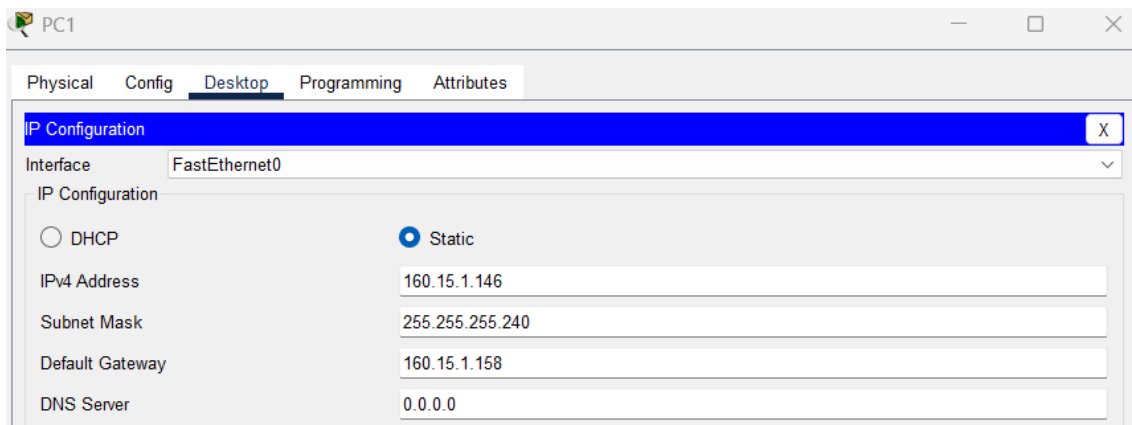 PC1
Physical Config Desktop Programming Attributes
IP Configuration X
Interface FastEthernet0
IP Configuration
DHCP Static
IPv4 Address 160.15.1.146
Subnet Mask 255.255.255.240
Default Gateway 160.15.1.158
DNS Server 0.0.0.0